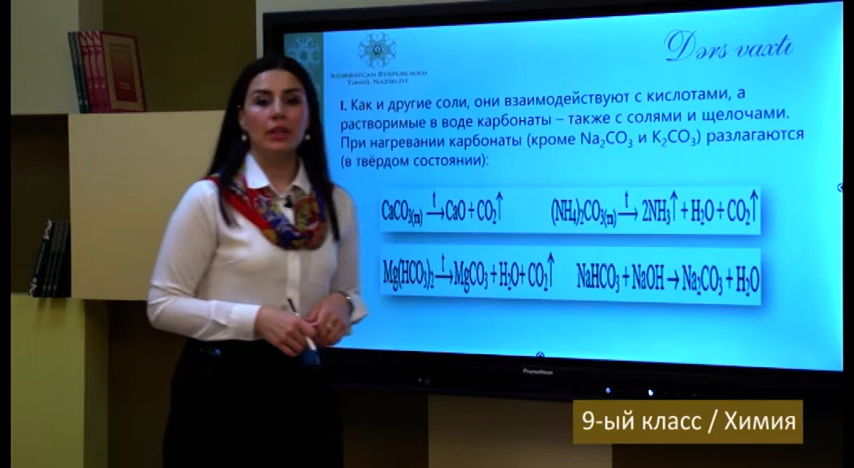 Dərs vaxtı
AZƏRBAYCAN RESPUBLİKASI
TƏHSİL NAZİRLİYİ
I. Как и другие соли, они взаимодействуют с кислотами, а
растворимые в воде карбонаты – также с солями и щелочами.
При нагревании карбонаты (кроме Na₂CO₃ и K₂CO₃) разлагаются
(в твёрдом состоянии):
CaCO₃₍ₘ₎ —t→ CaO + CO₂↑ (NH₄)₂CO₃₍ₘ₎ —t→ 2NH₃↑ + H₂O + CO₂↑
Mg(HCO₃)₂ —t→ MgCO₃ + H₂O + CO₂↑ NaHCO₃ + NaOH → Na₂CO₃ + H₂O
Promethean
9-ый класс / Химия